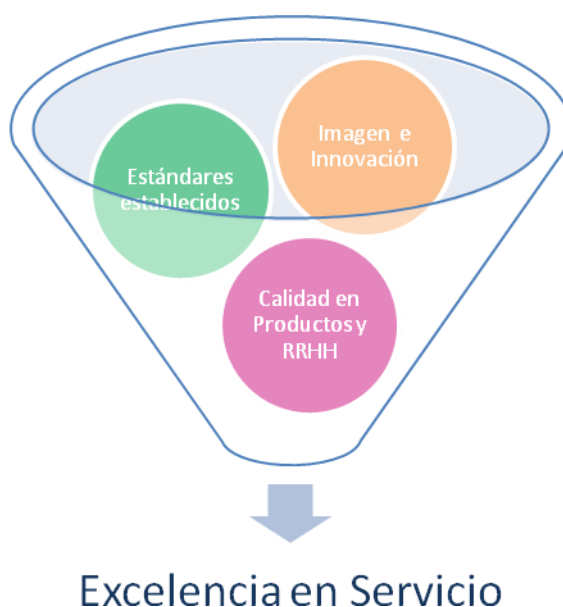 Imagen e
Innovación
Estándares
establecidos
Calidad en
Productos y
RRHH
Excelencia en Servicio